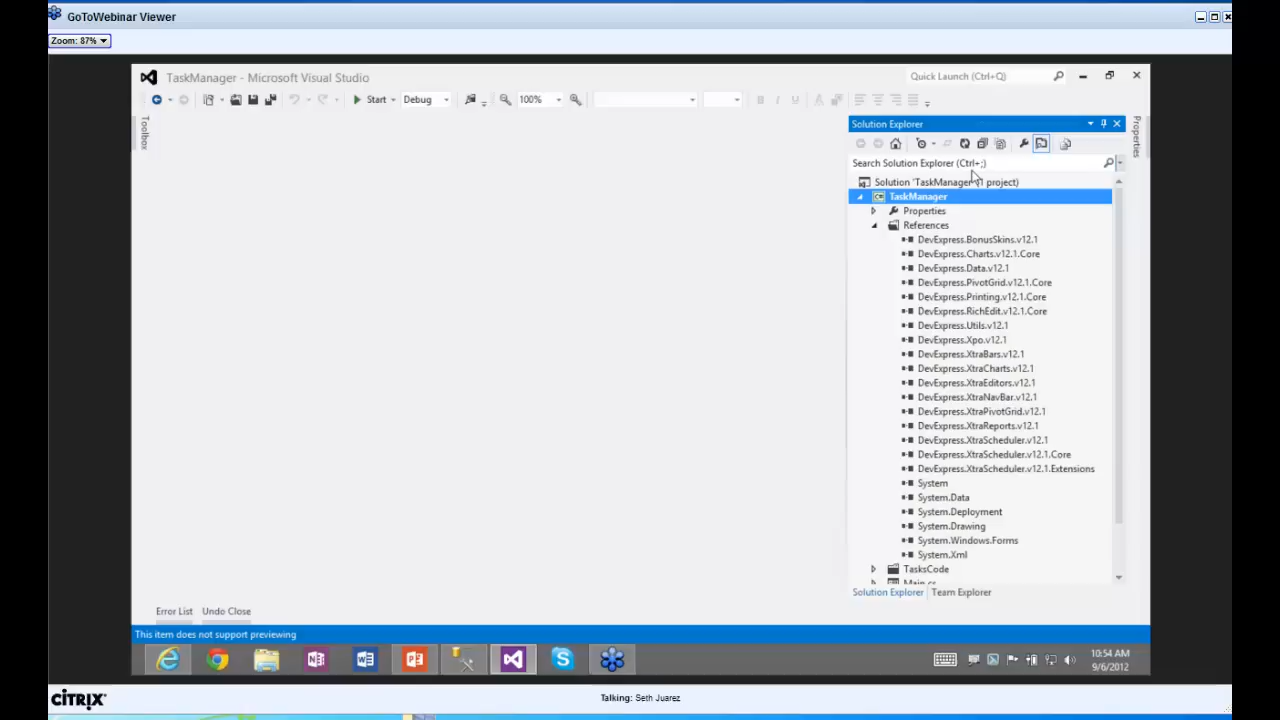 GoToWebinar Viewer
Zoom: 87%
TaskManager - Microsoft Visual Studio
Quick Launch (Ctrl+Q)
Start
Debug
100%
B I U
Toolbox
Solution Explorer
Properties
Search Solution Explorer (Ctrl+;)
Solution 'TaskManager' (1 project)
TaskManager
Properties
References
DevExpress.BonusSkins.v12.1
DevExpress.Charts.v12.1.Core
DevExpress.Data.v12.1
DevExpress.PivotGrid.v12.1.Core
DevExpress.Printing.v12.1.Core
DevExpress.RichEdit.v12.1.Core
DevExpress.Utils.v12.1
DevExpress.Xpo.v12.1
DevExpress.XtraBars.v12.1
DevExpress.XtraCharts.v12.1
DevExpress.XtraEditors.v12.1
DevExpress.XtraNavBar.v12.1
DevExpress.XtraPivotGrid.v12.1
DevExpress.XtraReports.v12.1
DevExpress.XtraScheduler.v12.1
DevExpress.XtraScheduler.v12.1.Core
DevExpress.XtraScheduler.v12.1.Extensions
System
System.Data
System.Deployment
System.Drawing
System.Windows.Forms
System.Xml
TasksCode
Main.cs
Solution Explorer Team Explorer
Error List Undo Close
This item does not support previewing
10:54 AM
9/6/2012
CITRIX
Talking: Seth Juarez